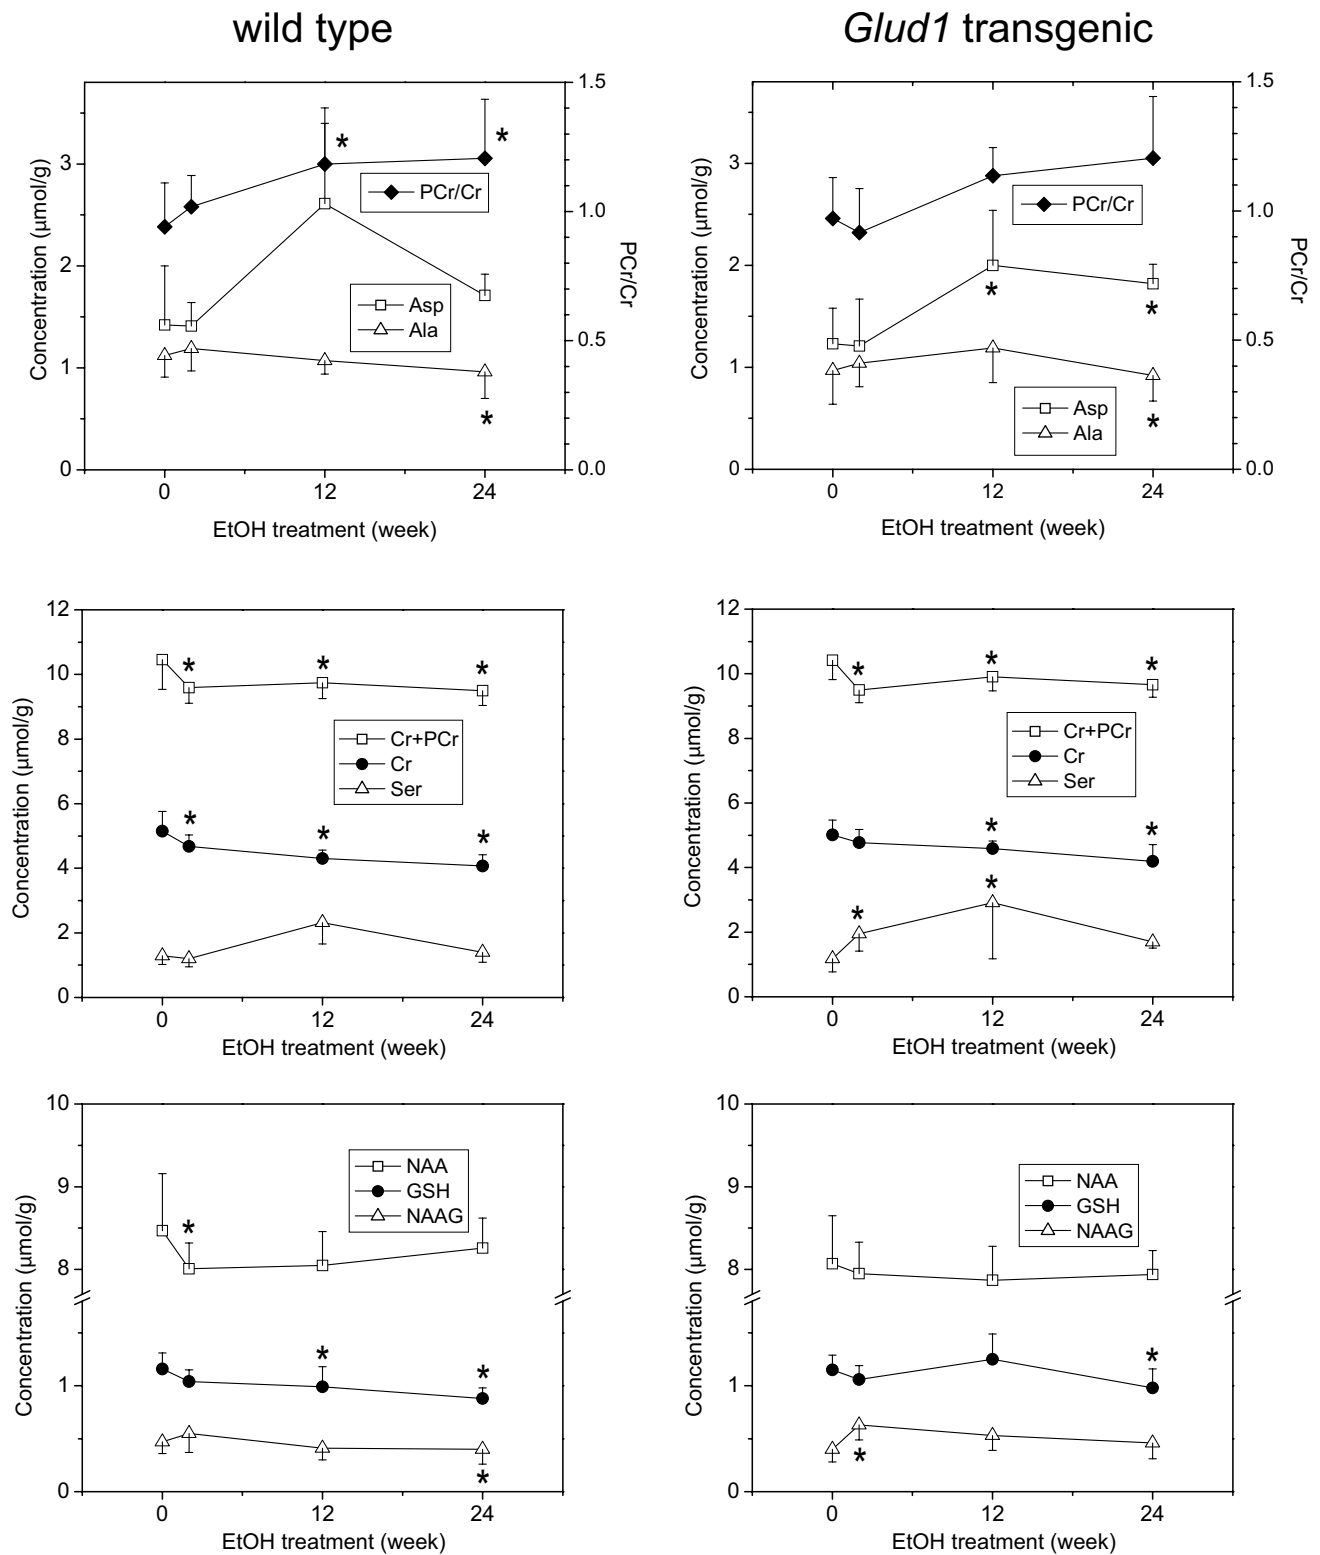 wild type
Glud1 transgenic
1.5
3
1.0
2
0.5
1
0
0.0
Concentration (μmol/g)
PCr/Cr
*
*
PCr/Cr
Asp
Ala
*
0
12
24
EtOH treatment (week)
1.5
3
1.0
2
0.5
1
0
0.0
Concentration (μmol/g)
PCr/Cr
PCr/Cr
*
*
Asp
Ala
*
0
12
24
EtOH treatment (week)
12
10
8
6
4
2
0
Concentration (μmol/g)
* * *
Cr+PCr
Cr
Ser
* * *
0
12
24
EtOH treatment (week)
12
10
8
6
4
2
0
Concentration (μmol/g)
* * *
Cr+PCr
Cr
Ser
* *
* *
0
12
24
EtOH treatment (week)
10
9
8
1
0
Concentration (μmol/g)
NAA
GSH
NAAG
*
* *
*
0
12
24
EtOH treatment (week)
10
9
8
1
0
Concentration (μmol/g)
NAA
GSH
NAAG
*
*
0
12
24
EtOH treatment (week)